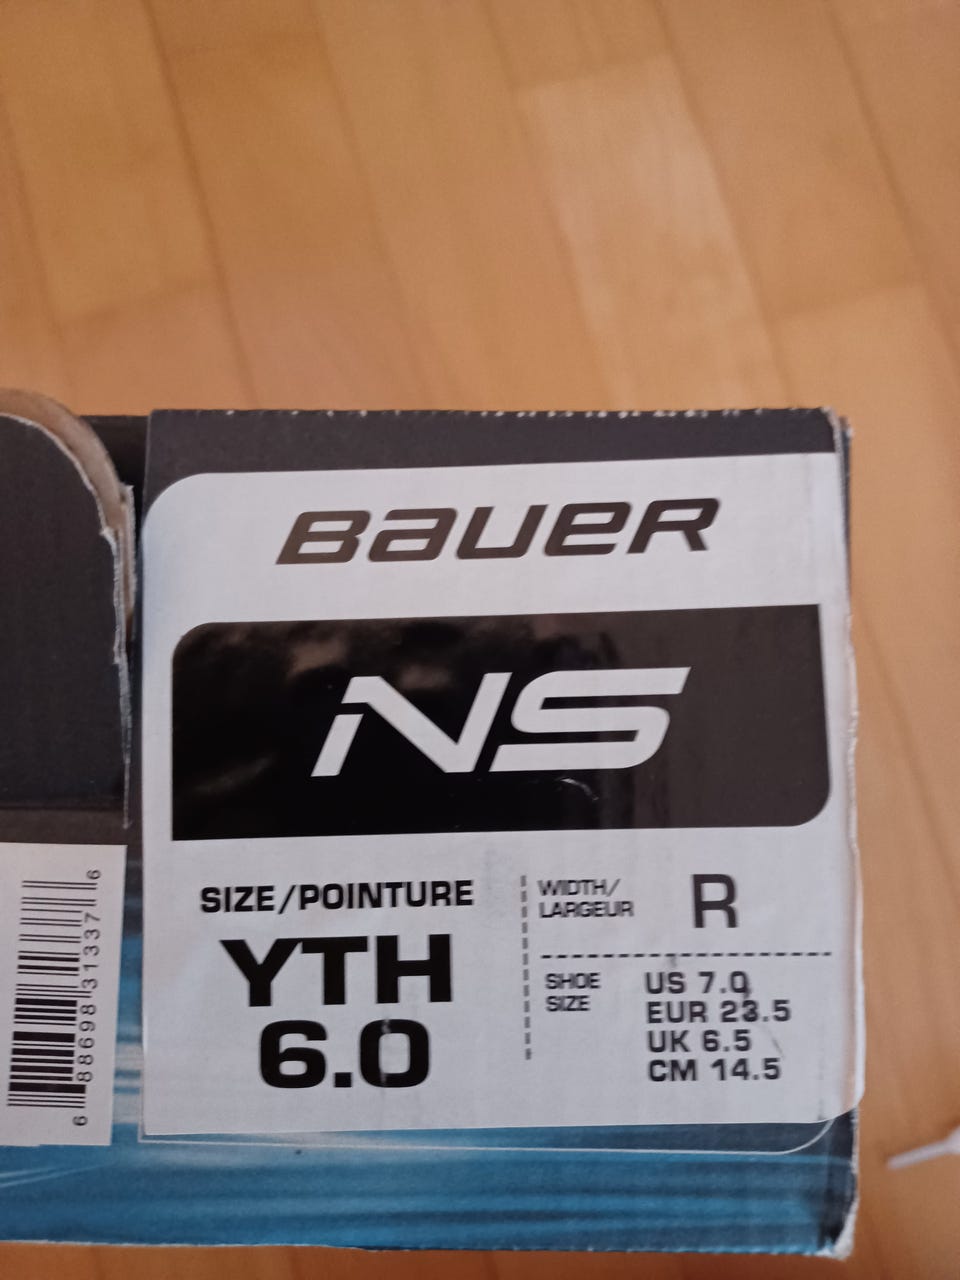 BAUER
NS
SIZE/POINTURE
YTH
6.0
WIDTH/
LARGEUR
R
SHOE
SIZE
US 7.0
EUR 23.5
UK 6.5
CM 14.5
6 88698 31337 6